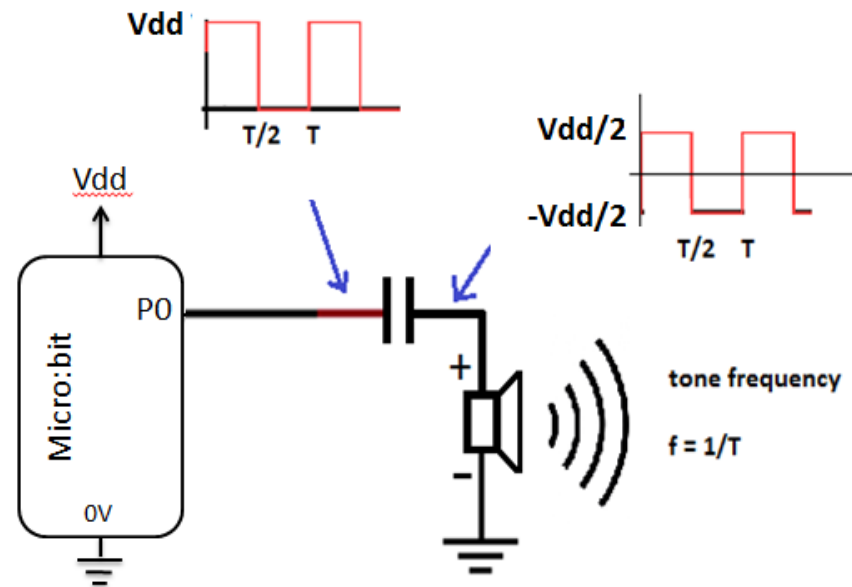 Vdd
T/2 T
Vdd/2
-Vdd/2
T/2 T
Vdd
P0
Micro:bit
0V
+
-
tone frequency
f = 1/T